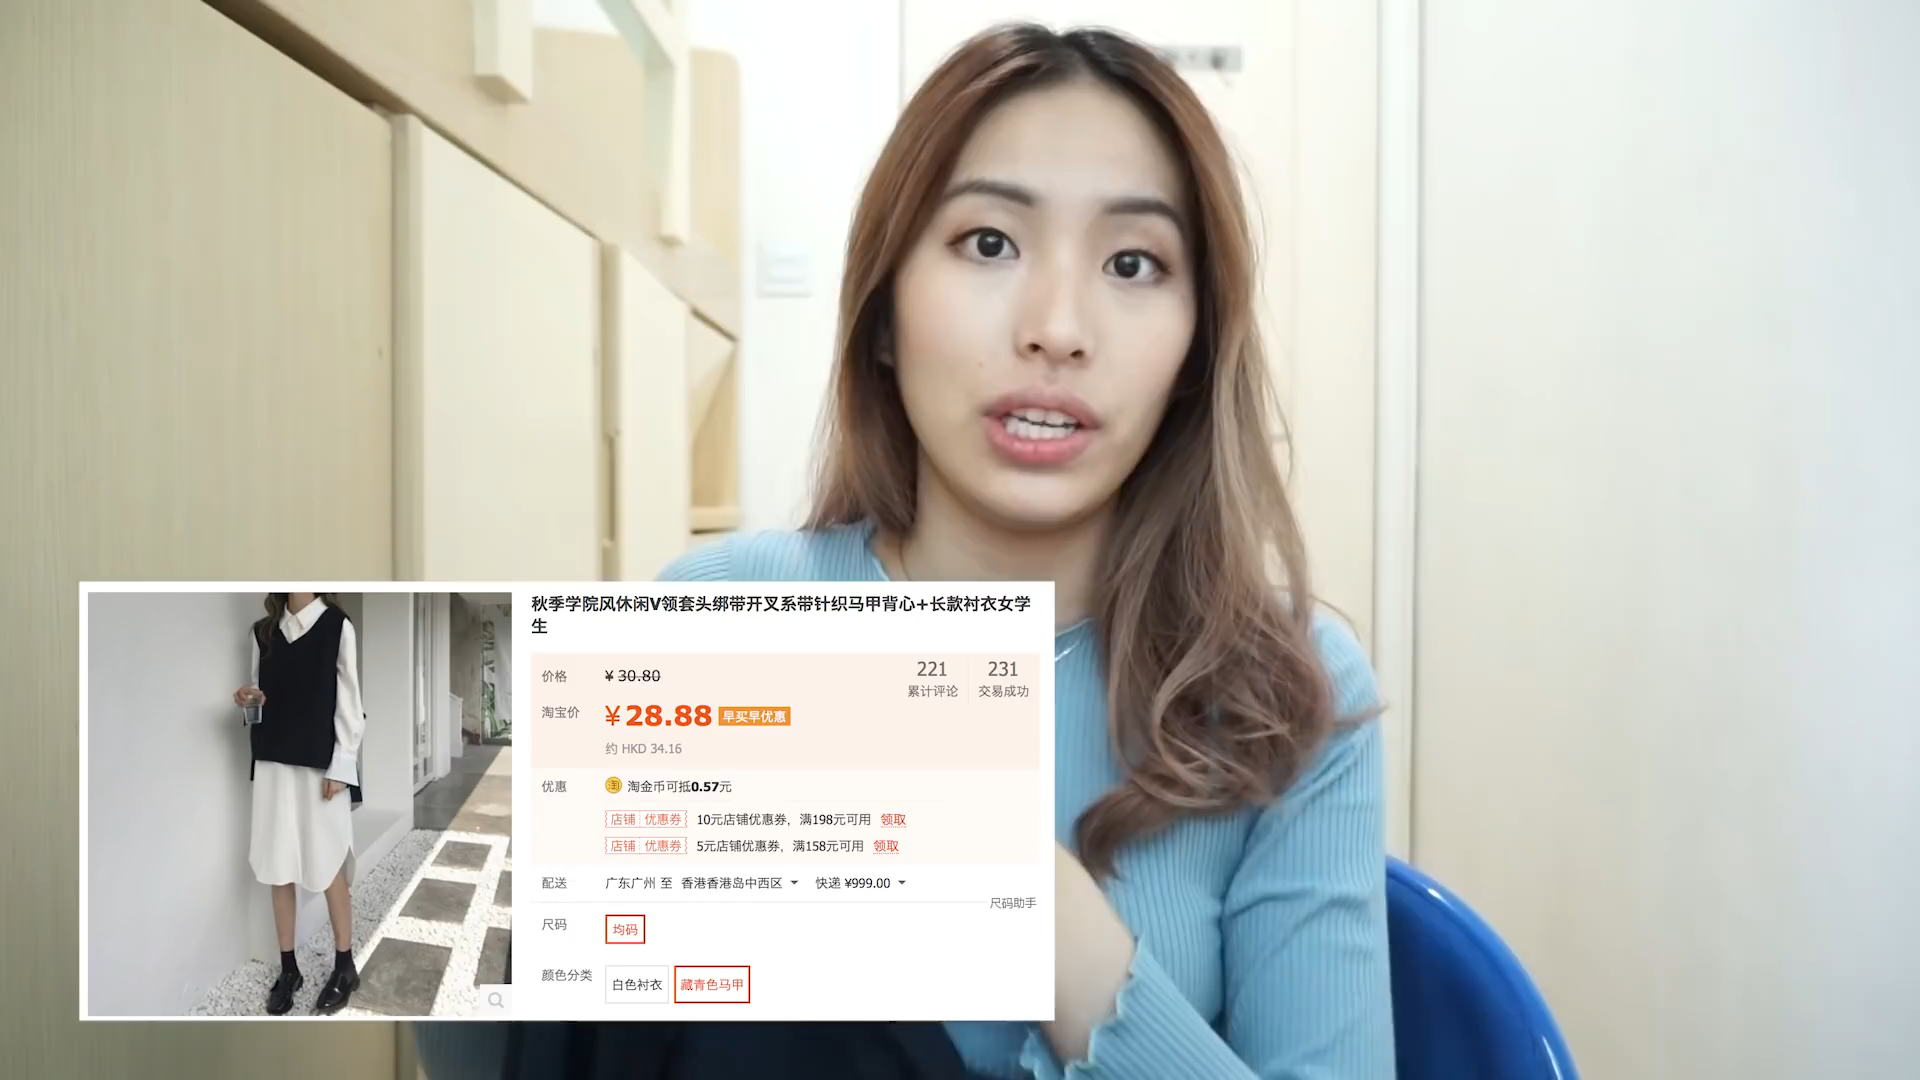 秋季学院风休闲V领套头绑带开叉系带针织马甲背心+长款衬衣女学
生
价格 ¥ 30.80
221 累计评论
231 交易成功
淘宝价 ¥ 28.88 早买早优惠
约 HKD 34.16
优惠 淘 淘金币可抵0.57元
店铺 优惠券 10元店铺优惠券，满198元可用 领取
店铺 优惠券 5元店铺优惠券，满158元可用 领取
配送 广东广州 至 香港香港岛中西区 快递 ¥999.00
尺码助手
尺码 均码
颜色分类 白色衬衣 藏青色马甲